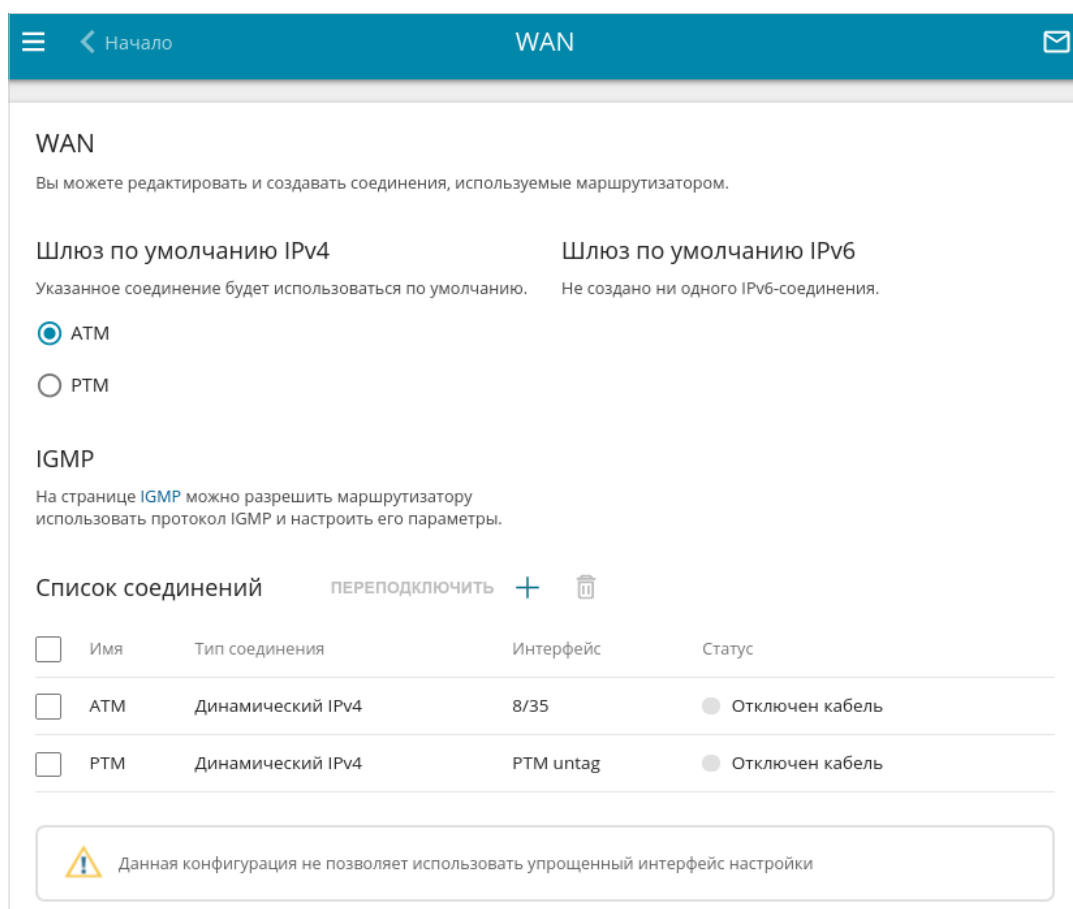 Начало
WAN
WAN
Вы можете редактировать и создавать соединения, используемые маршрутизатором.
Шлюз по умолчанию IPv4
Указанное соединение будет использоваться по умолчанию.
ATM
PTM
Шлюз по умолчанию IPv6
Не создано ни одного IPv6-соединения.
IGMP
На странице IGMP можно разрешить маршрутизатору
использовать протокол IGMP и настроить его параметры.
Список соединений ПЕРЕПОДКЛЮЧИТЬ
Имя Тип соединения Интерфейс Статус
ATM Динамический IPv4 8/35 Отключен кабель
PTM Динамический IPv4 PTM untag Отключен кабель
Данная конфигурация не позволяет использовать упрощенный интерфейс настройки